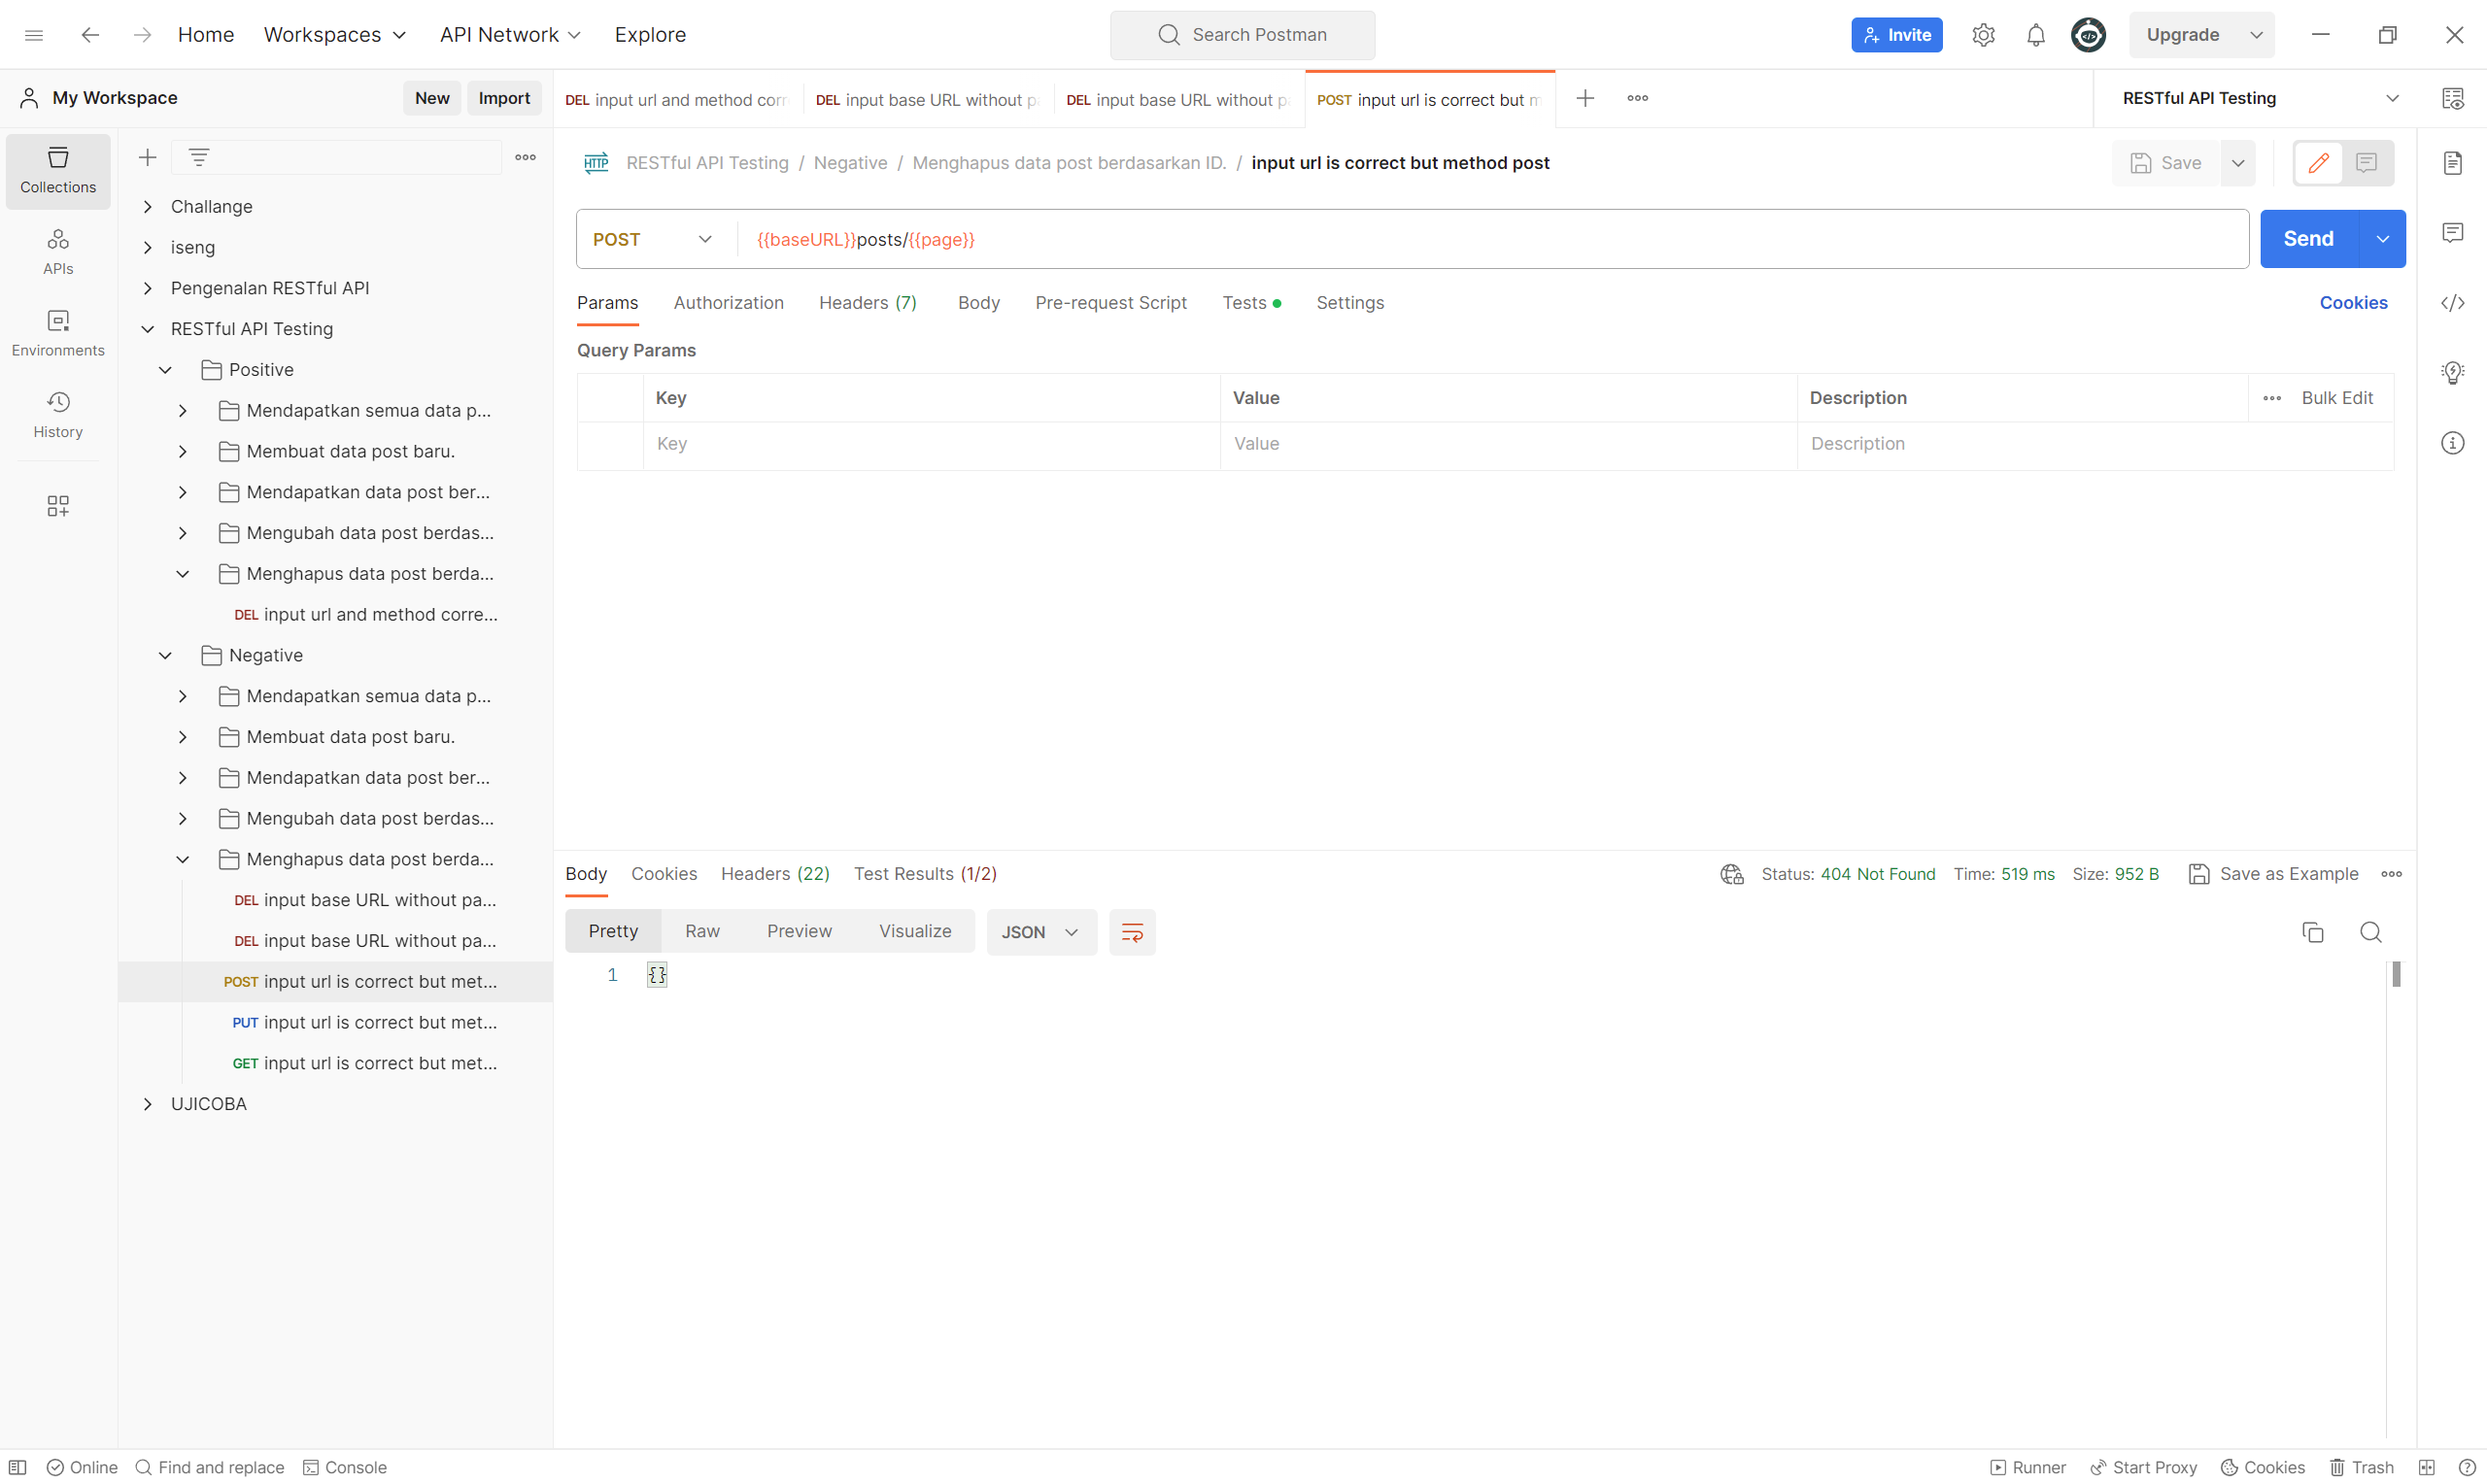 Home Workspaces API Network Explore Search Postman Invite Upgrade
My Workspace New Import
DEL input url and method corr DEL input base URL without p DEL input base URL without pa POST input url is correct but m RESTful API Testing
Collections
APIs
Environments
History
Challange
iseng
Pengenalan RESTful API
RESTful API Testing
Positive
Mendapatkan semua data p...
Membuat data post baru.
Mendapatkan data post ber...
Mengubah data post berdas...
Menghapus data post berda...
DEL input url and method corre...
Negative
Mendapatkan semua data p...
Membuat data post baru.
Mendapatkan data post ber...
Mengubah data post berdas...
Menghapus data post berda...
DEL input base URL without pa...
DEL input base URL without pa...
POST input url is correct but met...
PUT input url is correct but met...
GET input url is correct but met...
UJICOBA
HTTP RESTful API Testing / Negative / Menghapus data post berdasarkan ID. / input url is correct but method post Save
POST {{baseURL}}posts/{{page}} Send
Params Authorization Headers (7) Body Pre-request Script Tests Settings Cookies
Query Params
Key Value Description Bulk Edit
Key Value Description
Body Cookies Headers (22) Test Results (1/2) Status: 404 Not Found Time: 519 ms Size: 952 B Save as Example
Pretty Raw Preview Visualize JSON
1 {}
Online Find and replace Console Runner Start Proxy Cookies Trash